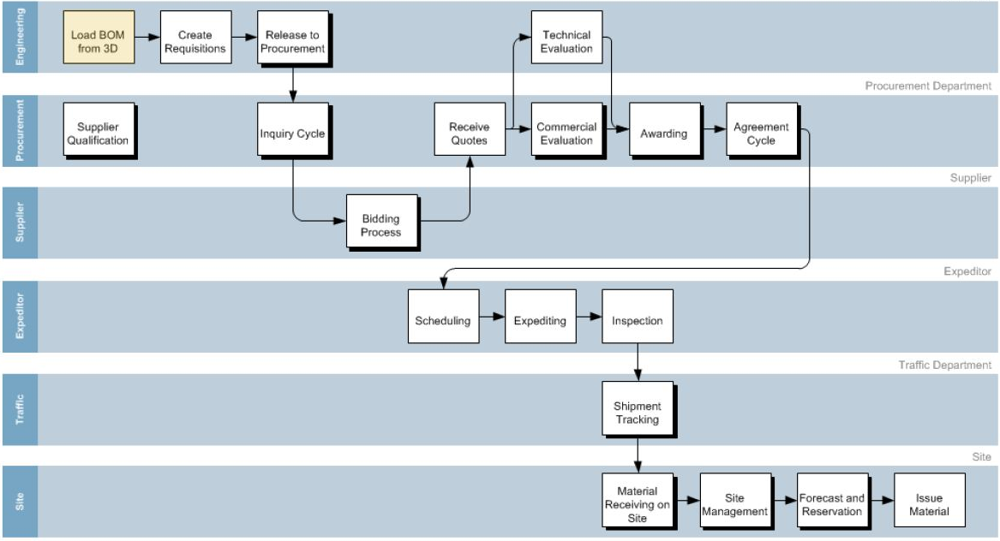 Engineering
Load BOM
from 3D
Create
Requisitions
Release to
Procurement
Technical
Evaluation
Procurement Department
Procurement
Supplier
Qualification
Inquiry Cycle
Receive
Quotes
Commercial
Evaluation
Awarding
Agreement
Cycle
Supplier
Supplier
Bidding
Process
Expeditor
Expeditor
Scheduling
Expediting
Inspection
Traffic Department
Traffic
Shipment
Tracking
Site
Site
Material
Receiving on
Site
Site
Management
Forecast and
Reservation
Issue
Material